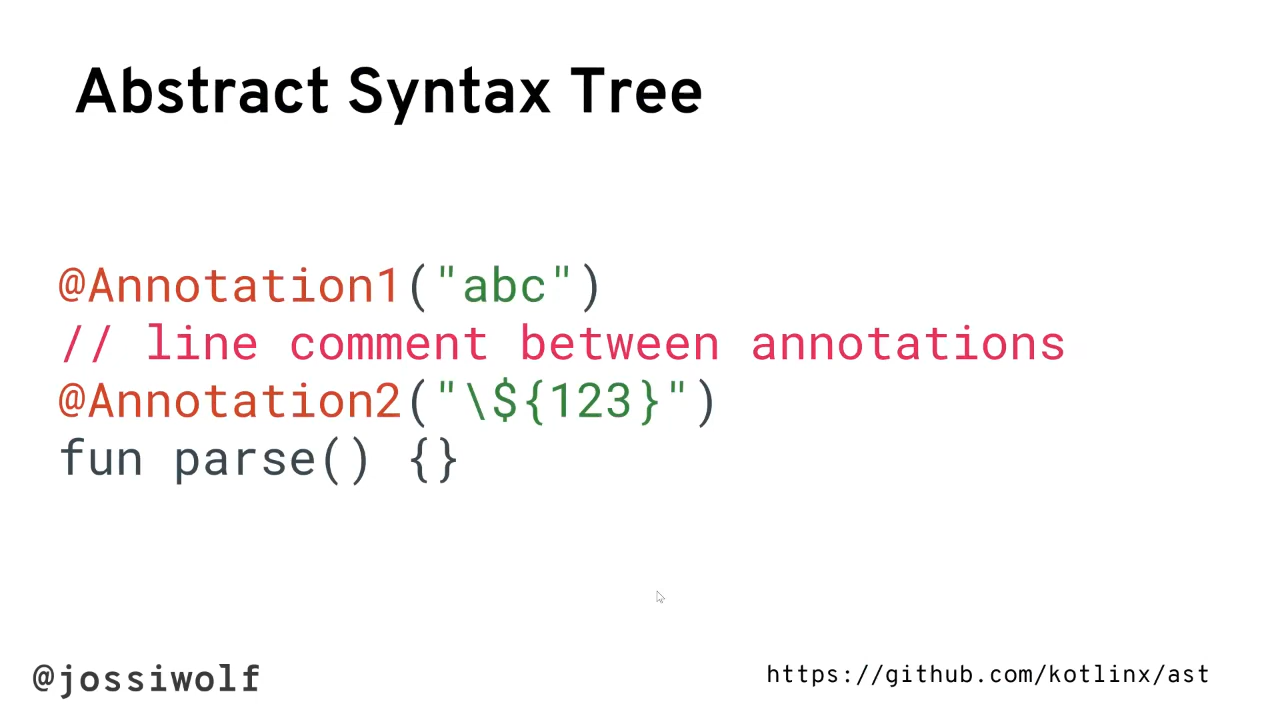 Abstract Syntax Tree
@Annotation1("abc")
// line comment between annotations
@Annotation2("\${123}")
fun parse() {}
@jossiwolf
https://github.com/kotlinx/ast